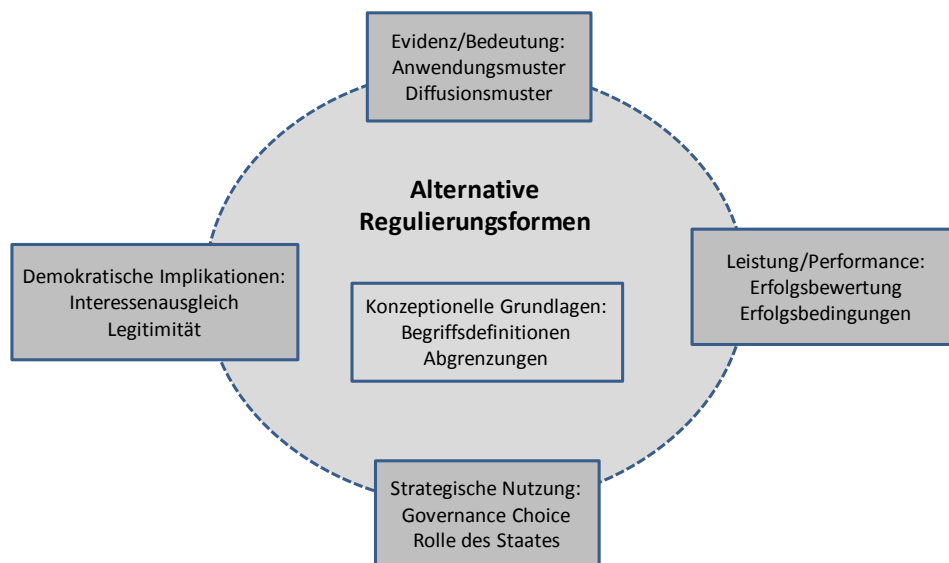 Evidenz/Bedeutung:
Anwendungsmuster
Diffusionsmuster
Alternative
Regulierungsformen
Demokratische Implikationen:
Interessenausgleich
Legitimität
Konzeptionelle Grundlagen:
Begriffsdefinitionen
Abgrenzungen
Leistung/Performance:
Erfolgsbewertung
Erfolgsbedingungen
Strategische Nutzung:
Governance Choice
Rolle des Staates